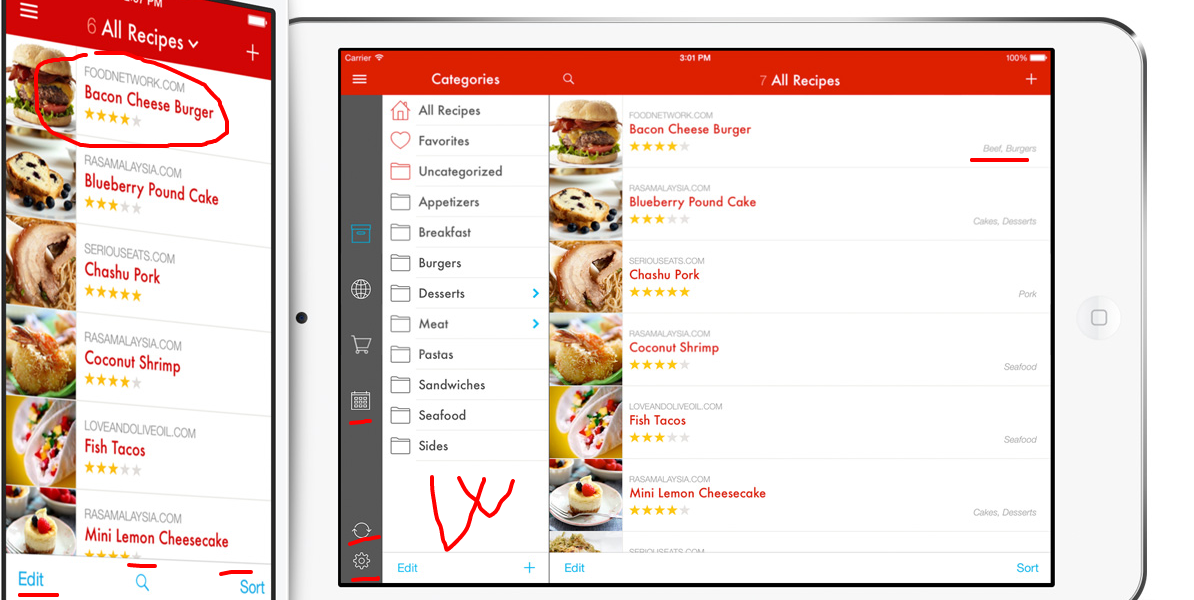 :07 PM
6 All Recipes
FOODNETWORK.COM
Bacon Cheese Burger
RASAMALAYSIA.COM
Blueberry Pound Cake
SERIOUSEATS.COM
Chashu Pork
RASAMALAYSIA.COM
Coconut Shrimp
LOVEANDOLIVEOIL.COM
Fish Tacos
RASAMALAYSIA.COM
Mini Lemon Cheesecake
Edit
Sort
Carrier
3:01 PM
100%
Categories
7 All Recipes
All Recipes
Favorites
Uncategorized
Appetizers
Breakfast
Burgers
Desserts
Meat
Pastas
Sandwiches
Seafood
Sides
Edit
FOODNETWORK.COM
Bacon Cheese Burger
Beef, Burgers
RASAMALAYSIA.COM
Blueberry Pound Cake
Cakes, Desserts
SERIOUSEATS.COM
Chashu Pork
Pork
RASAMALAYSIA.COM
Coconut Shrimp
Seafood
LOVEANDOLIVEOIL.COM
Fish Tacos
Seafood
RASAMALAYSIA.COM
Mini Lemon Cheesecake
Cakes, Desserts
SERIOUSEATS.COM
Edit
Sort